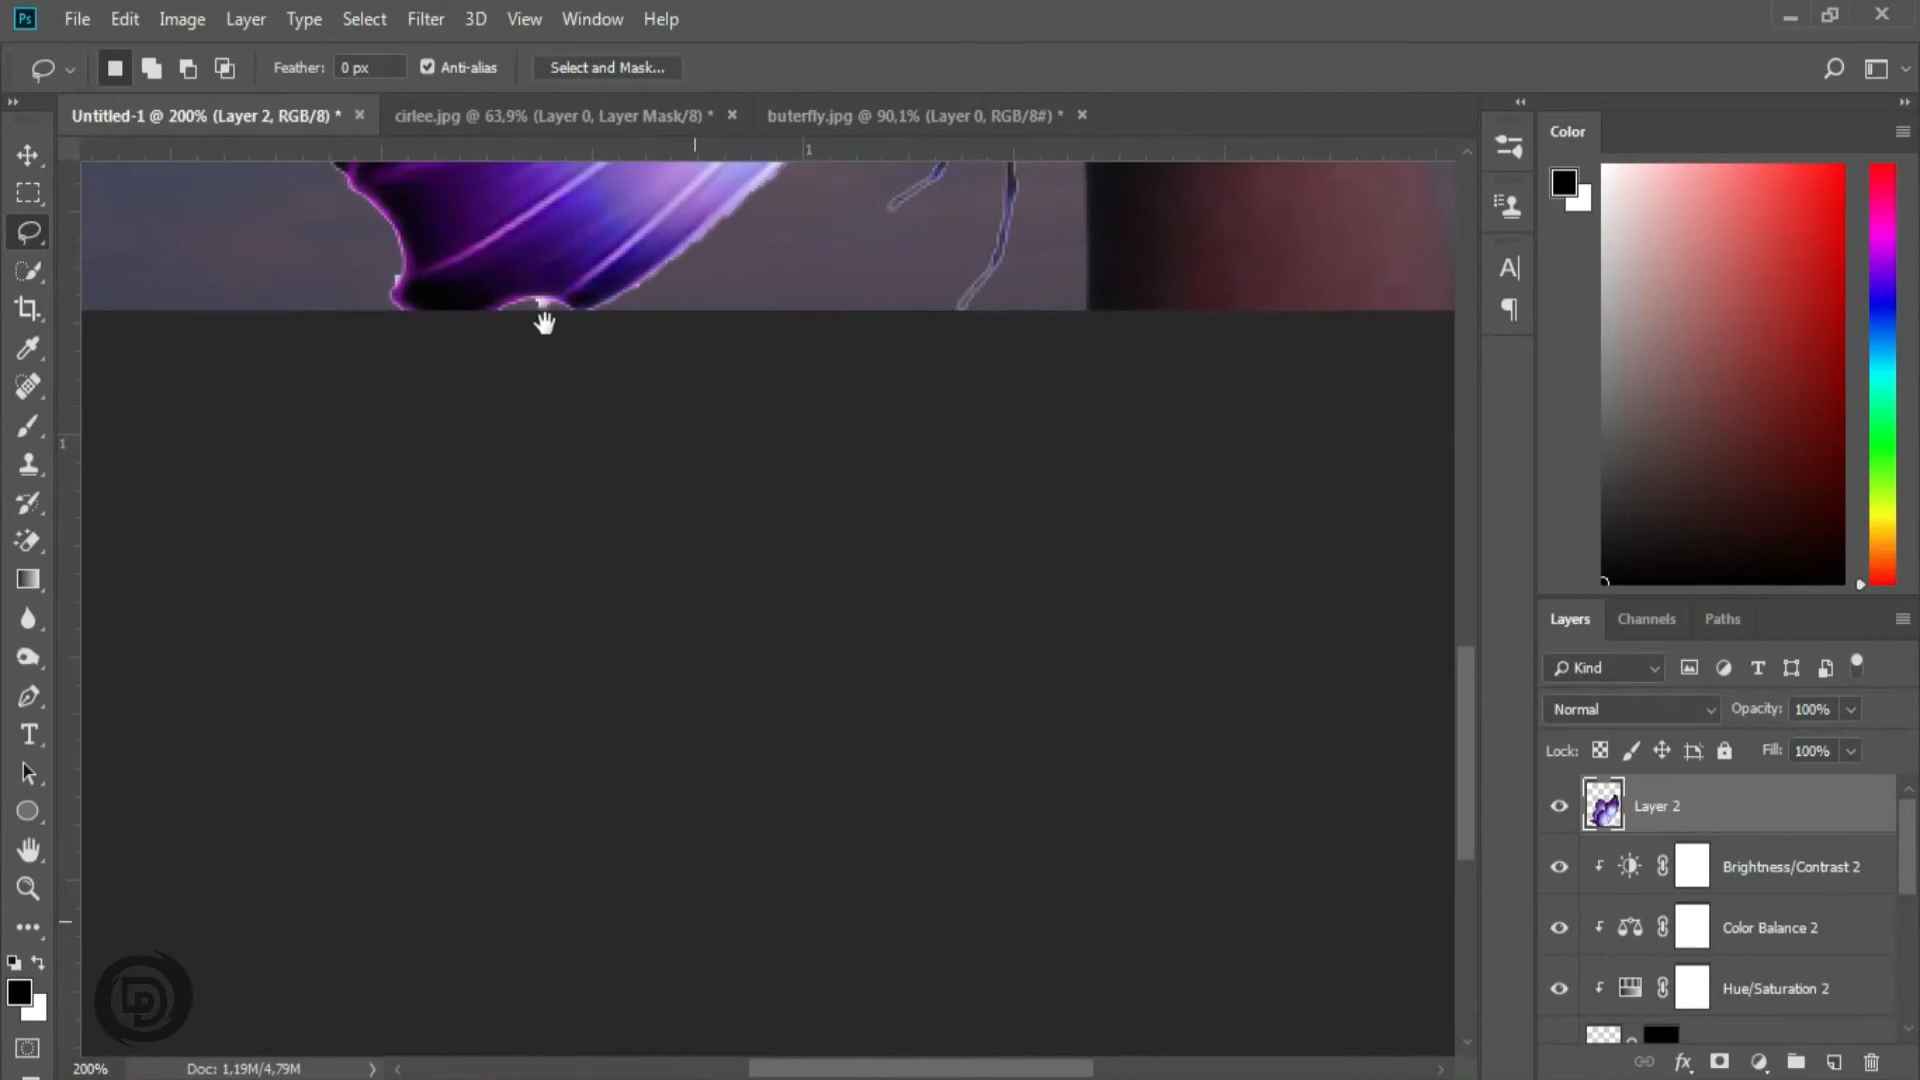 Ps File Edit Image Layer Type Select Filter 3D View Window Help
Feather: 0 px Anti-alias Select and Mask...
Untitled-1 @ 200% (Layer 2, RGB/8) * cirlee.jpg @ 63,9% (Layer 0, Layer Mask/8) * buterfly.jpg @ 90,1% (Layer 0, RGB/8#) *
1
1
Color
Layers Channels Paths
Kind
Normal Opacity: 100%
Lock: Fill: 100%
Layer 2
Brightness/Contrast 2
Color Balance 2
Hue/Saturation 2
200% Doc: 1,19M/4,79M